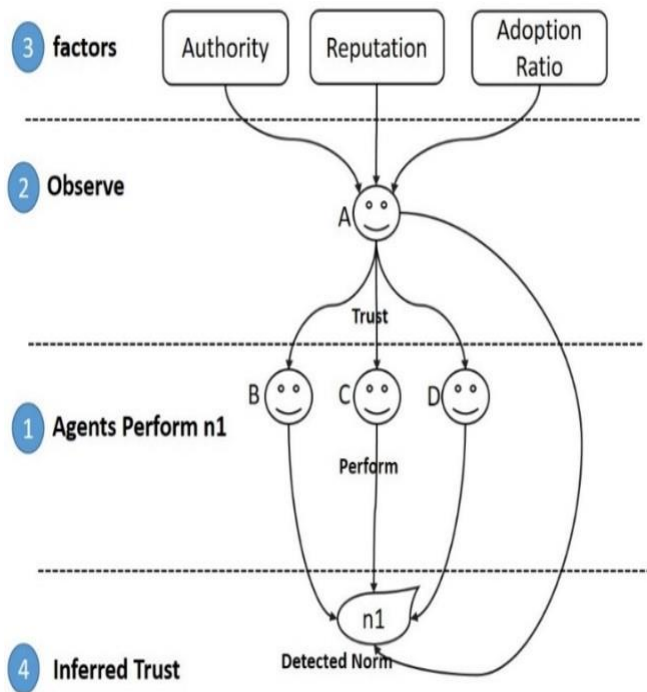 3 factors
Authority
Reputation
Adoption
Ratio
2 Observe
A
Trust
B
C
D
1 Agents Perform n1
Perform
n1
Detected Norm
4 Inferred Trust